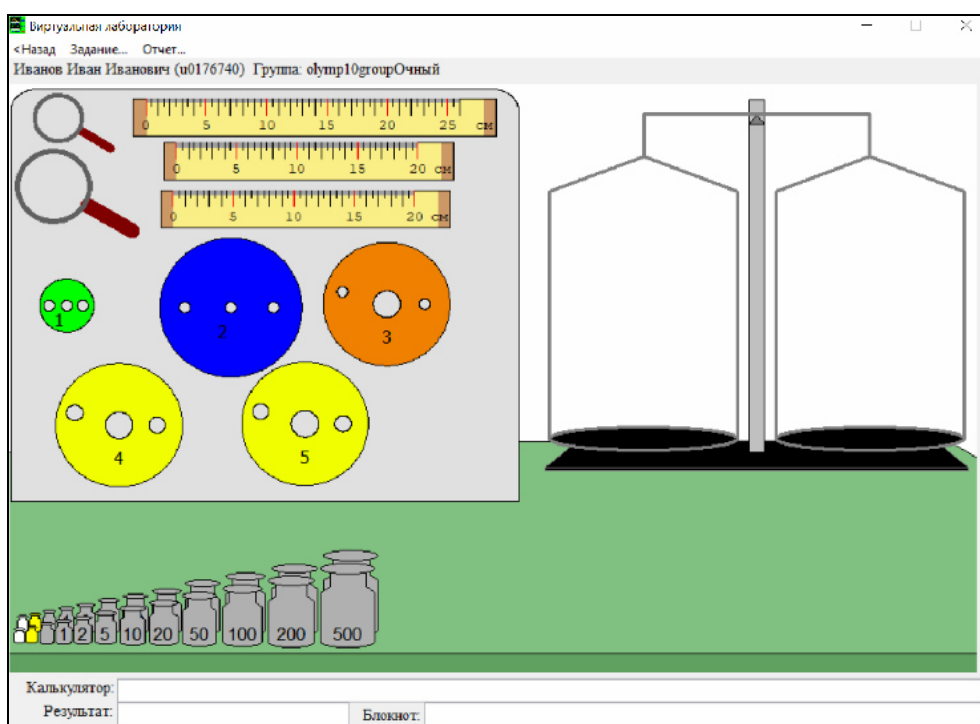 Виртуальная лаборатория
<Назад Задание... Отчет...
Иванов Иван Иванович (u0176740) Группа: olymp10groupОчный
0 5 10 15 20 25 см
0 5 10 15 20 см
0 5 10 15 20 см
1
2
3
4
5
1 2 5 10 20 50 100 200 500
Калькулятор:
Результат: Блокнот: